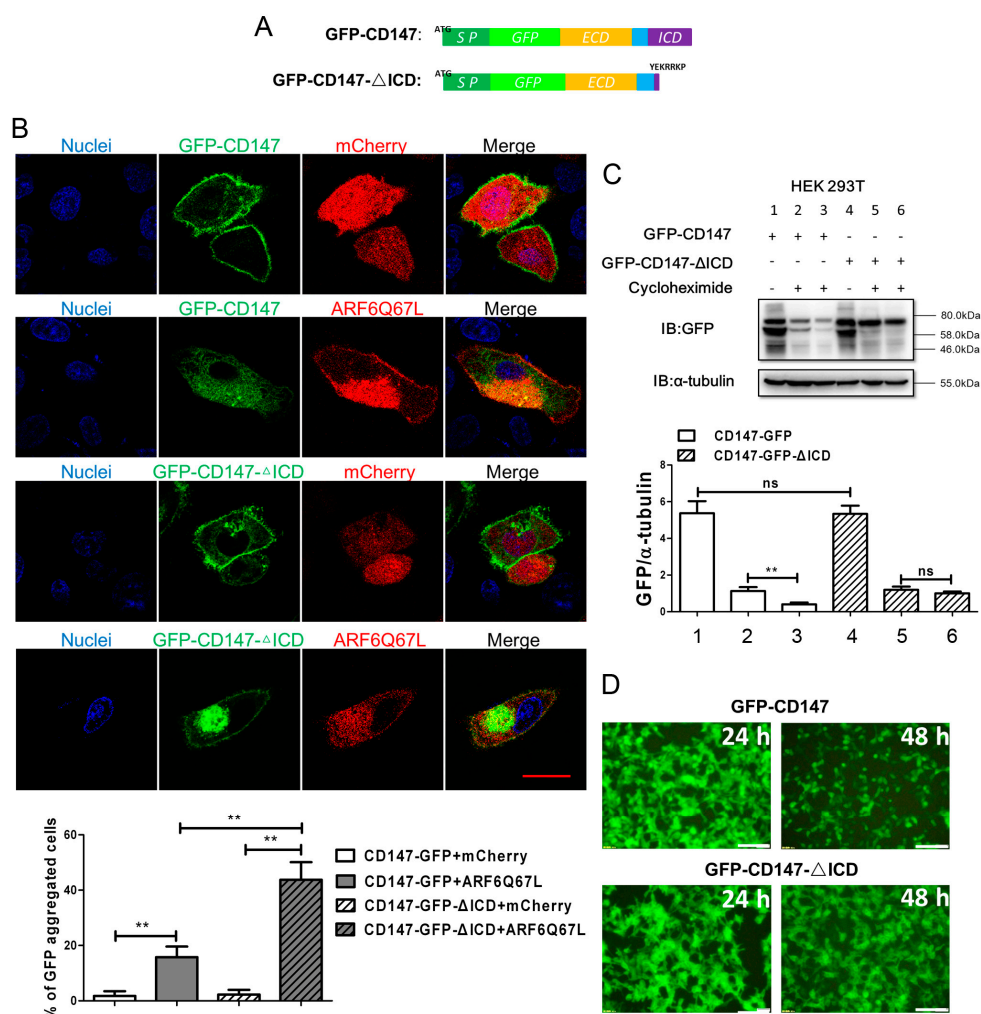 A
GFP-CD147:
ATG
S P GFP ECD ICD
YEKRRKP
GFP-CD147-△ICD:
ATG
S P GFP ECD
B
Nuclei GFP-CD147 mCherry Merge
Nuclei GFP-CD147 ARF6Q67L Merge
Nuclei GFP-CD147-△ICD mCherry Merge
Nuclei GFP-CD147-△ICD ARF6Q67L Merge
% of GFP aggregated cells
60
40
20
0
**
**
**
CD147-GFP+mCherry
CD147-GFP+ARF6Q67L
CD147-GFP-ΔICD+mCherry
CD147-GFP-ΔICD+ARF6Q67L
C
HEK 293T
1 2 3 4 5 6
GFP-CD147 + + + - - -
GFP-CD147-ΔICD - - - + + +
Cycloheximide - + + - + +
IB:GFP
80.0kDa
58.0kDa
46.0kDa
IB:α-tubulin
55.0kDa
CD147-GFP
CD147-GFP-ΔICD
GFP/α-tubulin
8
6
4
2
0
ns
**
ns
1 2 3 4 5 6
D
GFP-CD147
24 h 48 h
GFP-CD147-△ICD
24 h 48 h